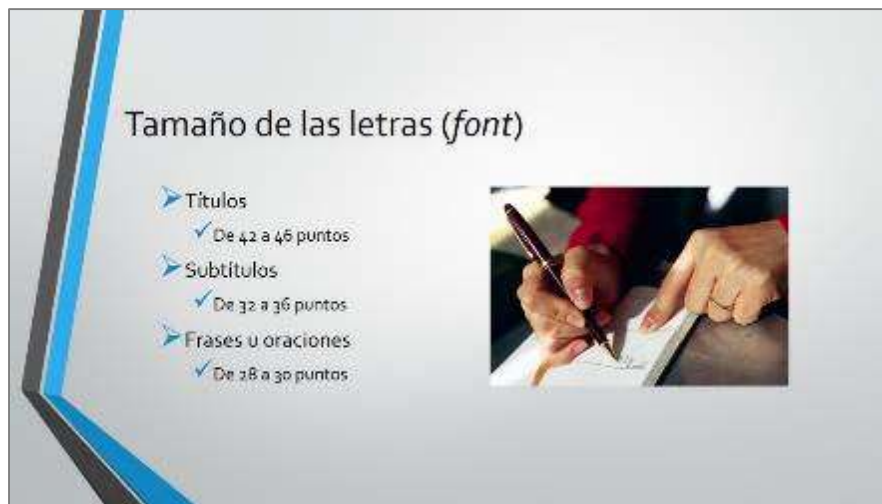 Tamaño de las letras (font)
Títulos
De 42 a 46 puntos
Subtítulos
De 32 a 36 puntos
Frases u oraciones
De 28 a 30 puntos